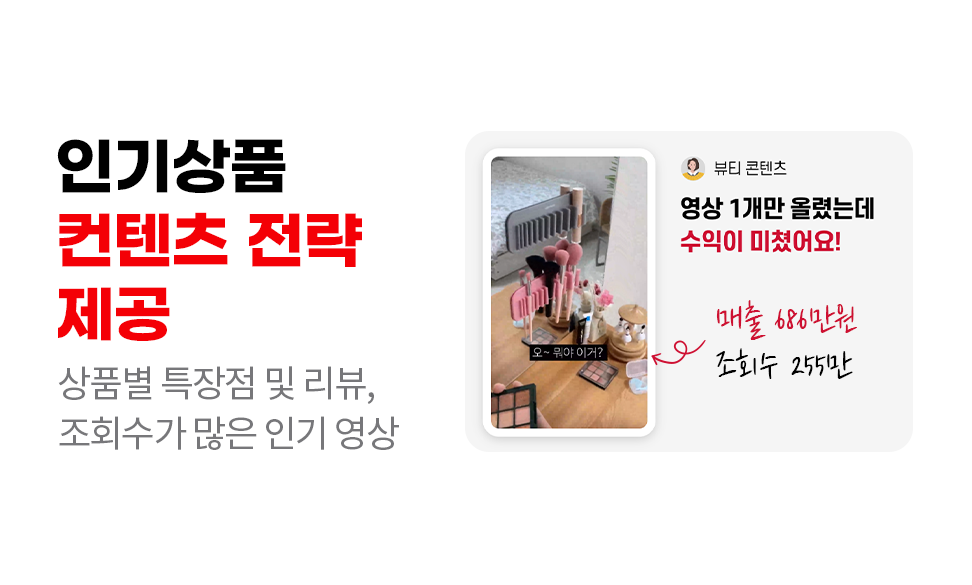 인기상품
컨텐츠 전략
제공
상품별 특장점 및 리뷰,
조회수가 많은 인기 영상
뷰티 콘텐츠
영상 1개만 올렸는데
수익이 미쳤어요!
매출 686만원
조회수 255만
오~ 뭐야 이거?